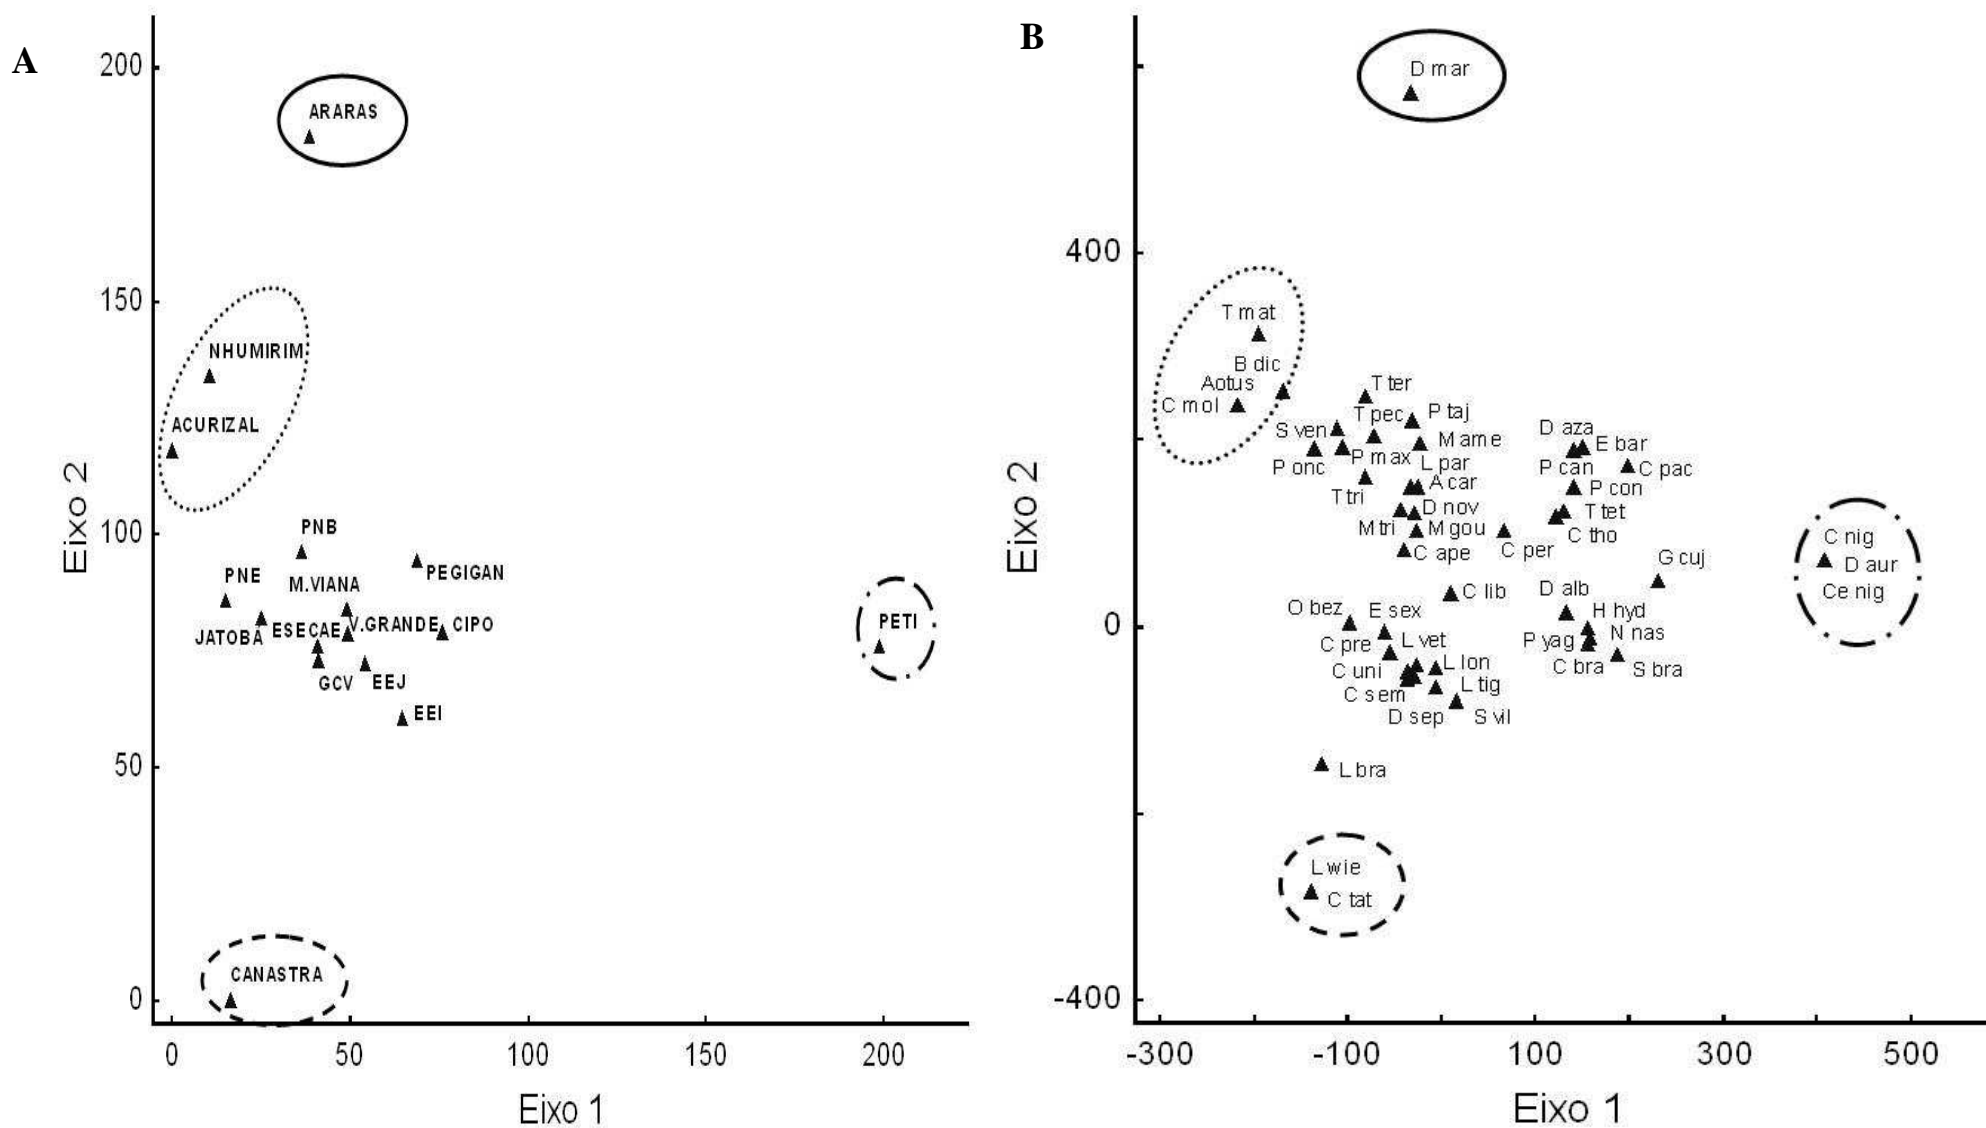 A
200
150
100
50
0
Eixo 2
ARARAS
NHUMIRIM
ACURIZAL
PNB
PEGIGAN
PNE
M.VIANA
JATOBA
ESECAE
V.GRANDE
CIPO
PETI
GCV
EEJ
EEI
CANASTRA
0
50
100
150
200
Eixo 1
B
400
0
-400
Eixo 2
D mar
T mat
B dic
Aotus
C mol
T ter
T pec
P taj
S ven
M ame
P onc
P max
L par
T tri
A car
D nov
M tri
M gou
C ape
D aza
E bar
P can
C pac
P con
T tet
C tho
C per
G cuj
C nig
D aur
Ce nig
C lib
D alb
O bez
E sex
H hyd
C pre
L vet
P yag
N nas
C uni
L lon
C bra
S bra
C sem
L tig
D sep
S vil
L bra
L wie
C tat
-300
-100
100
300
500
Eixo 1